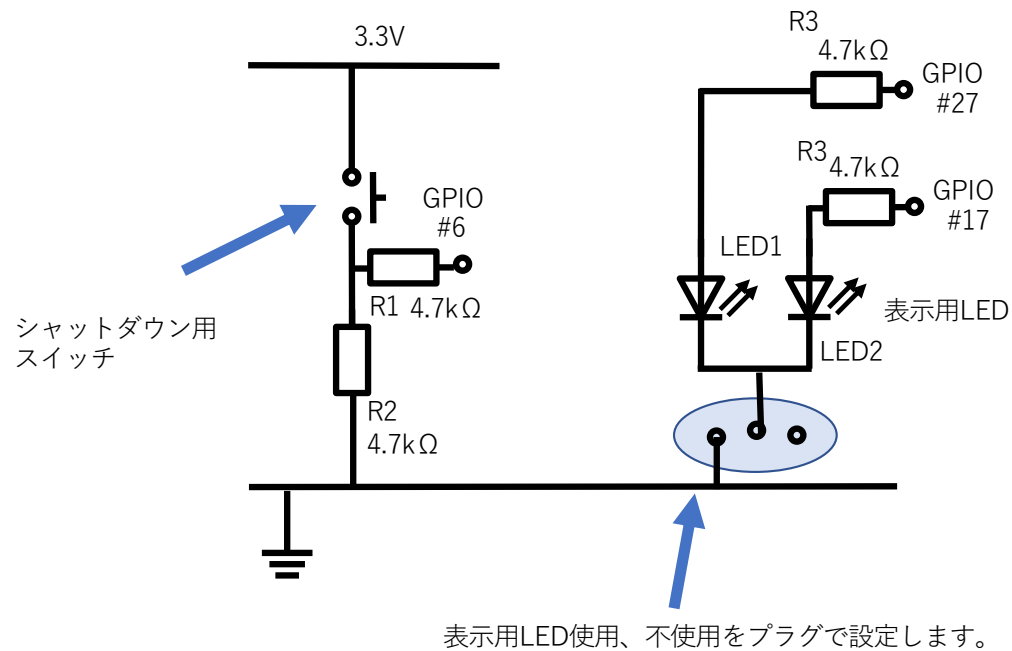 3.3V
R3
4.7kΩ
GPIO
#27
R3
4.7kΩ
GPIO
#17
GPIO
#6
R1 4.7kΩ
シャットダウン用
スイッチ
R2
4.7kΩ
LED1
表示用LED
LED2
表示用LED使用、不使用をプラグで設定します。